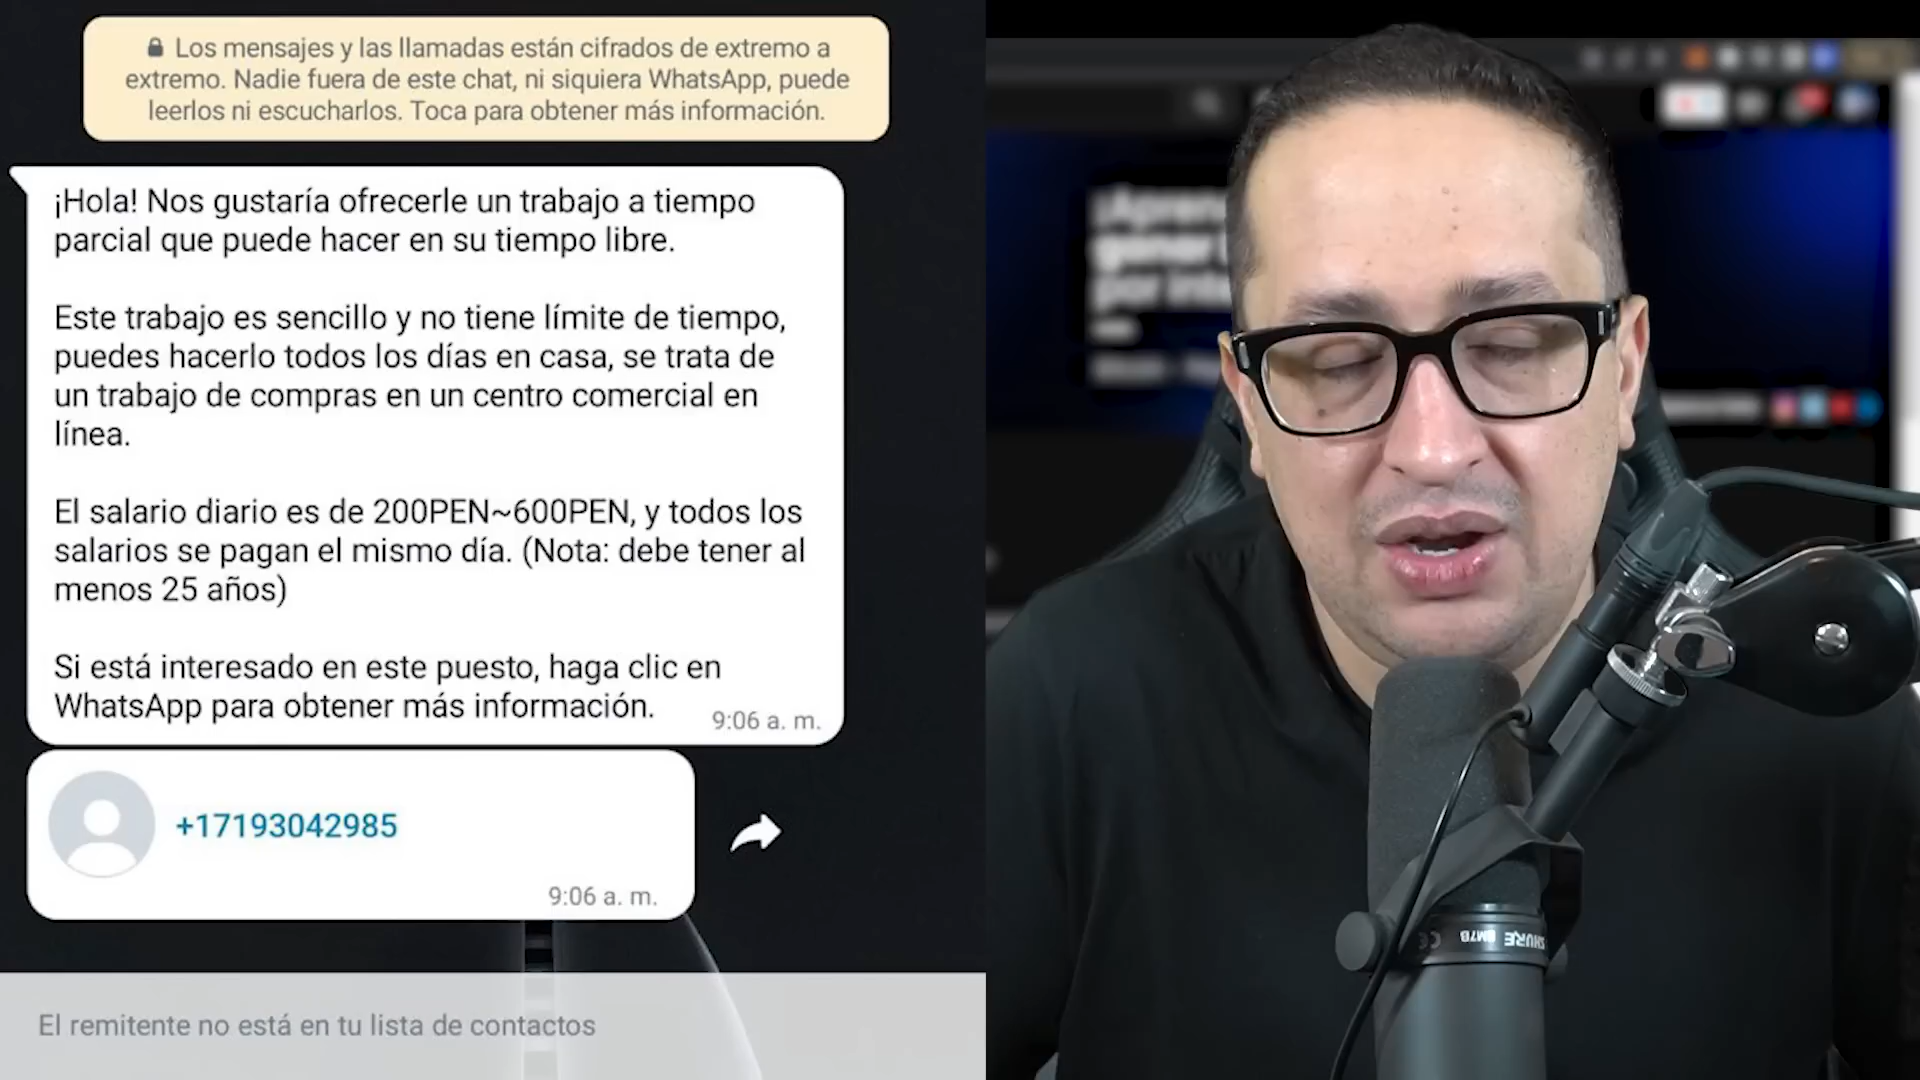 Los mensajes y las llamadas están cifrados de extremo a
extremo. Nadie fuera de este chat, ni siquiera WhatsApp, puede
leerlos ni escucharlos. Toca para obtener más información.
¡Hola! Nos gustaría ofrecerle un trabajo a tiempo
parcial que puede hacer en su tiempo libre.
Este trabajo es sencillo y no tiene límite de tiempo,
puedes hacerlo todos los días en casa, se trata de
un trabajo de compras en un centro comercial en
línea.
El salario diario es de 200PEN~600PEN, y todos los
salarios se pagan el mismo día. (Nota: debe tener al
menos 25 años)
Si está interesado en este puesto, haga clic en
WhatsApp para obtener más información.
9:06 a. m.
+17193042985
9:06 a. m.
El remitente no está en tu lista de contactos
SHURE SM7B